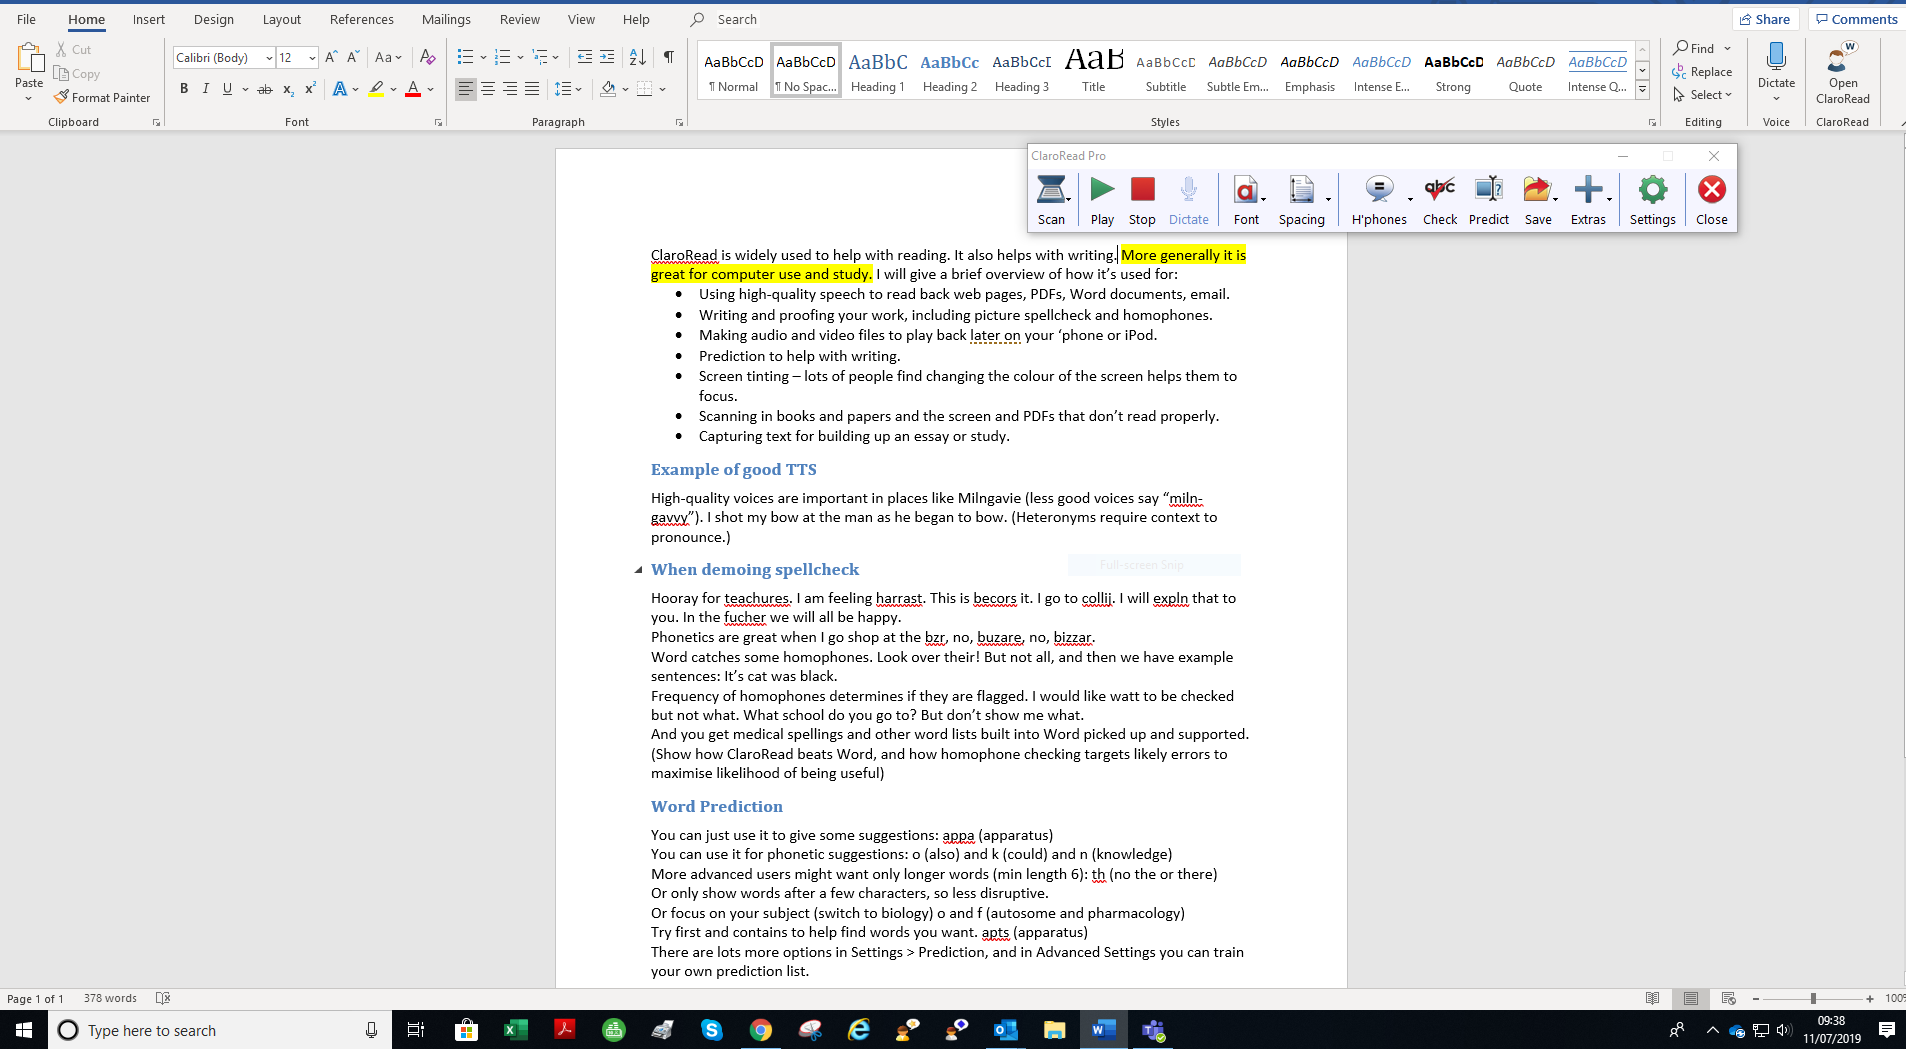 File Home Insert Design Layout References Mailings Review View Help Search Share Comments
Paste Cut Copy Format Painter
Calibri (Body) 12
AaBbCcD AaBbCcD AaBbC AaBbCc AaBbCcI AaB AaBbCcD AaBbCcD AaBbCcD AaBbCcD AaBbCcD AaBbCcD AaBbCcD
¶ Normal ¶ No Spac... Heading 1 Heading 2 Heading 3 Title Subtitle Subtle Em... Emphasis Intense E... Strong Quote Intense Q...
Find Replace Select
Dictate
Open ClaroRead
Clipboard Font Paragraph Styles Editing Voice ClaroRead
ClaroRead Pro
Scan Play Stop Dictate Font Spacing H'phones Check Predict Save Extras Settings Close
ClaroRead is widely used to help with reading. It also helps with writing. More generally it is
great for computer use and study. I will give a brief overview of how it’s used for:
• Using high-quality speech to read back web pages, PDFs, Word documents, email.
• Writing and proofing your work, including picture spellcheck and homophones.
• Making audio and video files to play back later on your ‘phone or iPod.
• Prediction to help with writing.
• Screen tinting – lots of people find changing the colour of the screen helps them to
focus.
• Scanning in books and papers and the screen and PDFs that don’t read properly.
• Capturing text for building up an essay or study.
Example of good TTS
High-quality voices are important in places like Milngavie (less good voices say “miln-
gavvy”). I shot my bow at the man as he began to bow. (Heteronyms require context to
pronounce.)
Full-screen Snip
When demoing spellcheck
Hooray for teachures. I am feeling harrast. This is becors it. I go to collij. I will expln that to
you. In the fucher we will all be happy.
Phonetics are great when I go shop at the bzr, no, buzare, no, bizzar.
Word catches some homophones. Look over their! But not all, and then we have example
sentences: It’s cat was black.
Frequency of homophones determines if they are flagged. I would like watt to be checked
but not what. What school do you go to? But don’t show me what.
And you get medical spellings and other word lists built into Word picked up and supported.
(Show how ClaroRead beats Word, and how homophone checking targets likely errors to
maximise likelihood of being useful)
Word Prediction
You can just use it to give some suggestions: appa (apparatus)
You can use it for phonetic suggestions: o (also) and k (could) and n (knowledge)
More advanced users might want only longer words (min length 6): th (no the or there)
Or only show words after a few characters, so less disruptive.
Or focus on your subject (switch to biology) o and f (autosome and pharmacology)
Try first and contains to help find words you want. apts (apparatus)
There are lots more options in Settings > Prediction, and in Advanced Settings you can train
your own prediction list.
Page 1 of 1 378 words 100%
Type here to search
09:38
11/07/2019